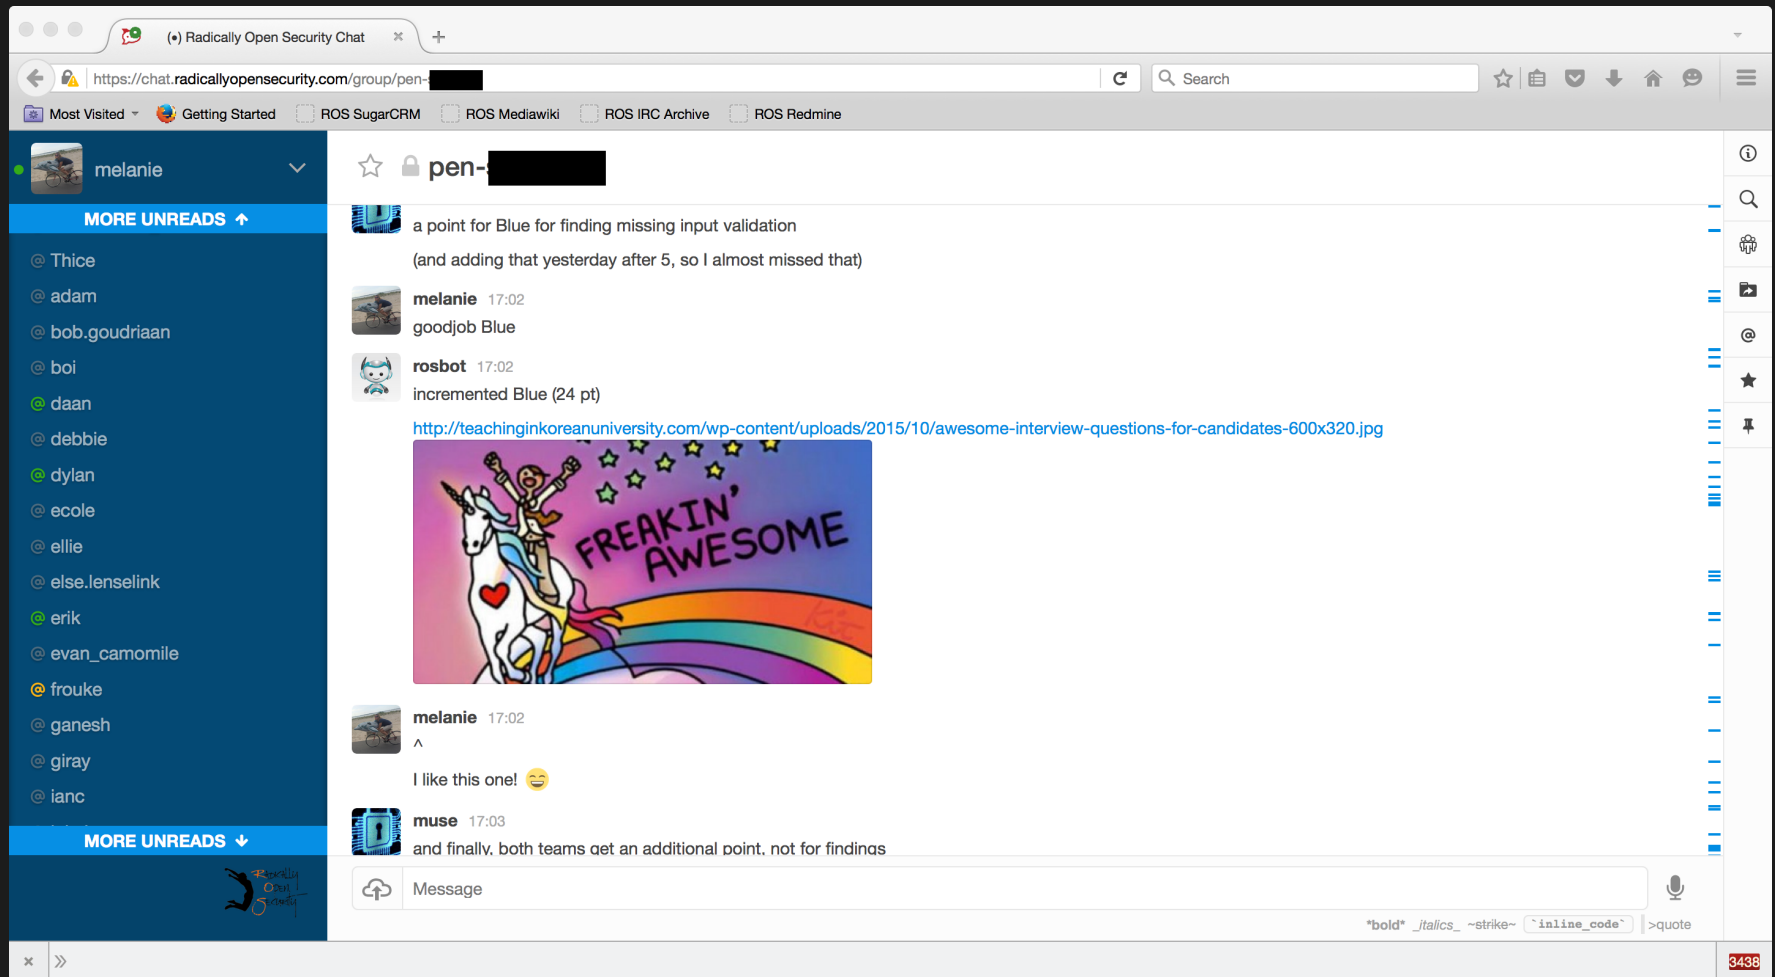 (•) Radically Open Security Chat
https://chat.radicallyopensecurity.com/group/pen-
Search
Most Visited
Getting Started
ROS SugarCRM
ROS Mediawiki
ROS IRC Archive
ROS Redmine
melanie
MORE UNREADS
@ Thice
@ adam
@ bob.goudriaan
@ boi
@ daan
@ debbie
@ dylan
@ ecole
@ ellie
@ else.lenselink
@ erik
@ evan_camomile
@ frouke
@ ganesh
@ giray
@ ianc
MORE UNREADS
Radically
Open
Security
pen-
a point for Blue for finding missing input validation
(and adding that yesterday after 5, so I almost missed that)
melanie 17:02
goodjob Blue
rosbot 17:02
incremented Blue (24 pt)
http://teachinginkoreanuniversity.com/wp-content/uploads/2015/10/awesome-interview-questions-for-candidates-600x320.jpg
FREAKIN'
AWESOME
Kit
melanie 17:02
^
I like this one! 😄
muse 17:03
and finally, both teams get an additional point, not for findings
Message
*bold* _italics_ ~strike~ `inline_code` >quote
3438